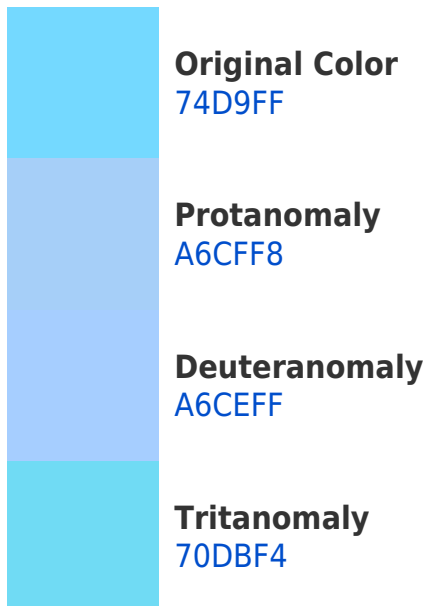 Original Color
74D9FF
Protanomaly
A6CFF8
Deuteranomaly
A6CEFF
Tritanomaly
70DBF4